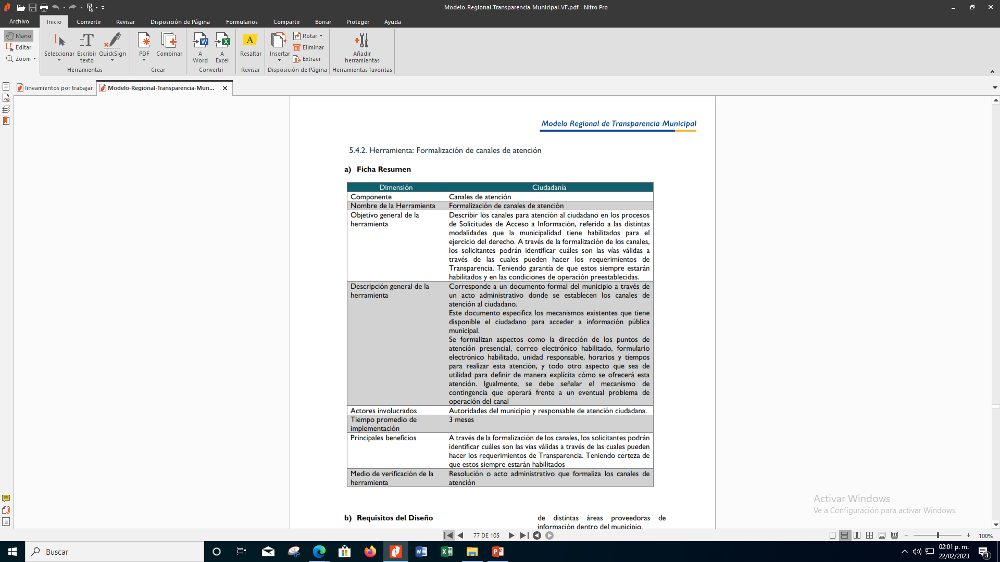 Modelo-Regional-Transparencia-Municipal-VF.pdf - Nitro Pro
Archivo
Inicio
Convertir
Revisar
Disposición de Página
Formularios
Compartir
Borrar
Proteger
Ayuda
Mano
Editar
Zoom
Seleccionar
Escribir texto
QuickSign
Herramientas
PDF
Combinar
Crear
A Word
A Excel
Convertir
Resaltar
Revisar
Insertar
Rotar
Eliminar
Extraer
Disposición de Página
Añadir herramientas
Herramientas favoritas
lineamientos por trabajar
Modelo-Regional-Transparencia-Mun...
Modelo Regional de Transparencia Municipal
5.4.2. Herramienta: Formalización de canales de atención
a) Ficha Resumen
Dimensión Ciudadanía
Componente Canales de atención
Nombre de la Herramienta Formalización de canales de atención
Objetivo general de la
herramienta
Describir los canales para atención al ciudadano en los procesos
de Solicitudes de Acceso a Información, referido a las distintas
modalidades que la municipalidad tiene habilitados para el
ejercicio del derecho. A través de la formalización de los canales,
los solicitantes podrán identificar cuáles son las vías válidas a
través de las cuales pueden hacer los requerimientos de
Transparencia. Teniendo garantía de que estos siempre estarán
habilitados y en las condiciones de operación preestablecidas.
Descripción general de la
herramienta
Corresponde a un documento formal del municipio a través de
un acto administrativo donde se establecen los canales de
atención al ciudadano.
Este documento especifica los mecanismos existentes que tiene
disponible el ciudadano para acceder a información pública
municipal.
Se formalizan aspectos como la dirección de los puntos de
atención presencial, correo electrónico habilitado, formulario
electrónico habilitado, unidad responsable, horarios y tiempos
para realizar esta atención, y todo otro aspecto que sea de
utilidad para definir de manera explícita cómo se ofrecerá esta
atención. Igualmente, se debe señalar el mecanismo de
contingencia que operará frente a un eventual problema de
operación del canal
Actores involucrados Autoridades del municipio y responsable de atención ciudadana.
Tiempo promedio de
implementación
3 meses
Principales beneficios
A través de la formalización de los canales, los solicitantes podrán
identificar cuáles son las vías válidas a través de las cuales pueden
hacer los requerimientos de Transparencia. Teniendo certeza de
que estos siempre estarán habilitados
Medio de verificación de la
herramienta
Resolución o acto administrativo que formaliza los canales de
atención
b) Requisitos del Diseño
de distintas áreas proveedoras de
información dentro del municipio.
Activar Windows
Ve a Configuración para activar Windows.
77 DE 105
100%
Buscar
02:01 p. m.
22/02/2023
3